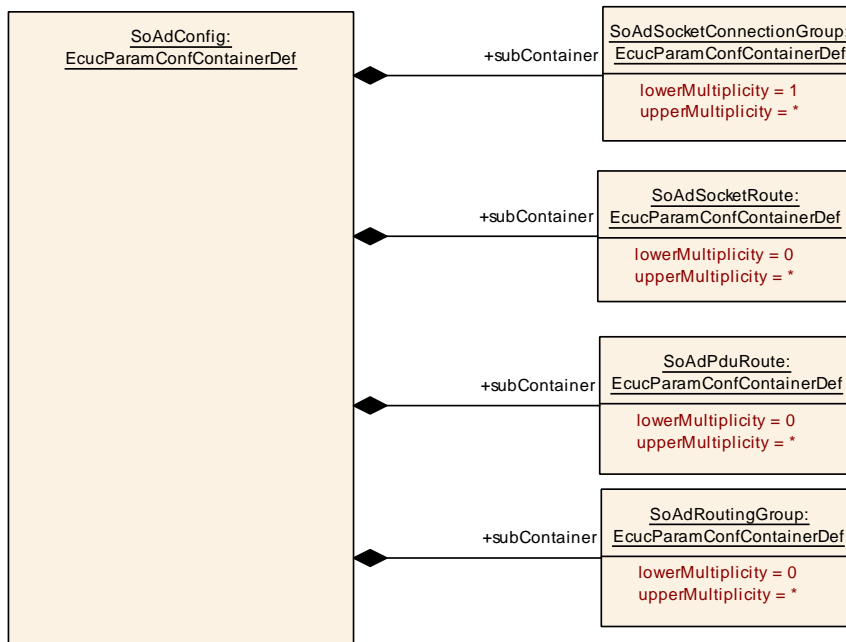 SoAdConfig:
EcucParamConfContainerDef
+subContainer
SoAdSocketConnectionGroup:
EcucParamConfContainerDef
lowerMultiplicity = 1
upperMultiplicity = *
+subContainer
SoAdSocketRoute:
EcucParamConfContainerDef
lowerMultiplicity = 0
upperMultiplicity = *
+subContainer
SoAdPduRoute:
EcucParamConfContainerDef
lowerMultiplicity = 0
upperMultiplicity = *
+subContainer
SoAdRoutingGroup:
EcucParamConfContainerDef
lowerMultiplicity = 0
upperMultiplicity = *